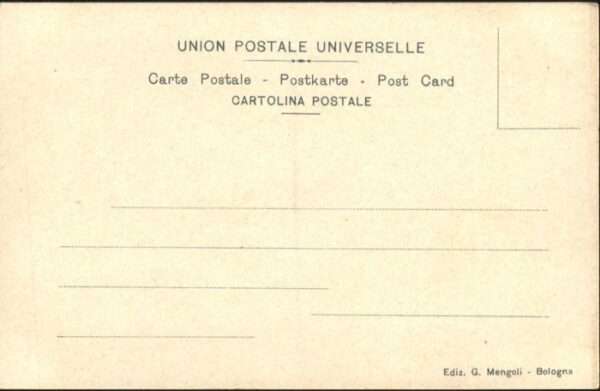 UNION POSTALE UNIVERSELLE
Carte Postale - Postkarte - Post Card
CARTOLINA POSTALE
Ediz. G. Mengoli - Bologna